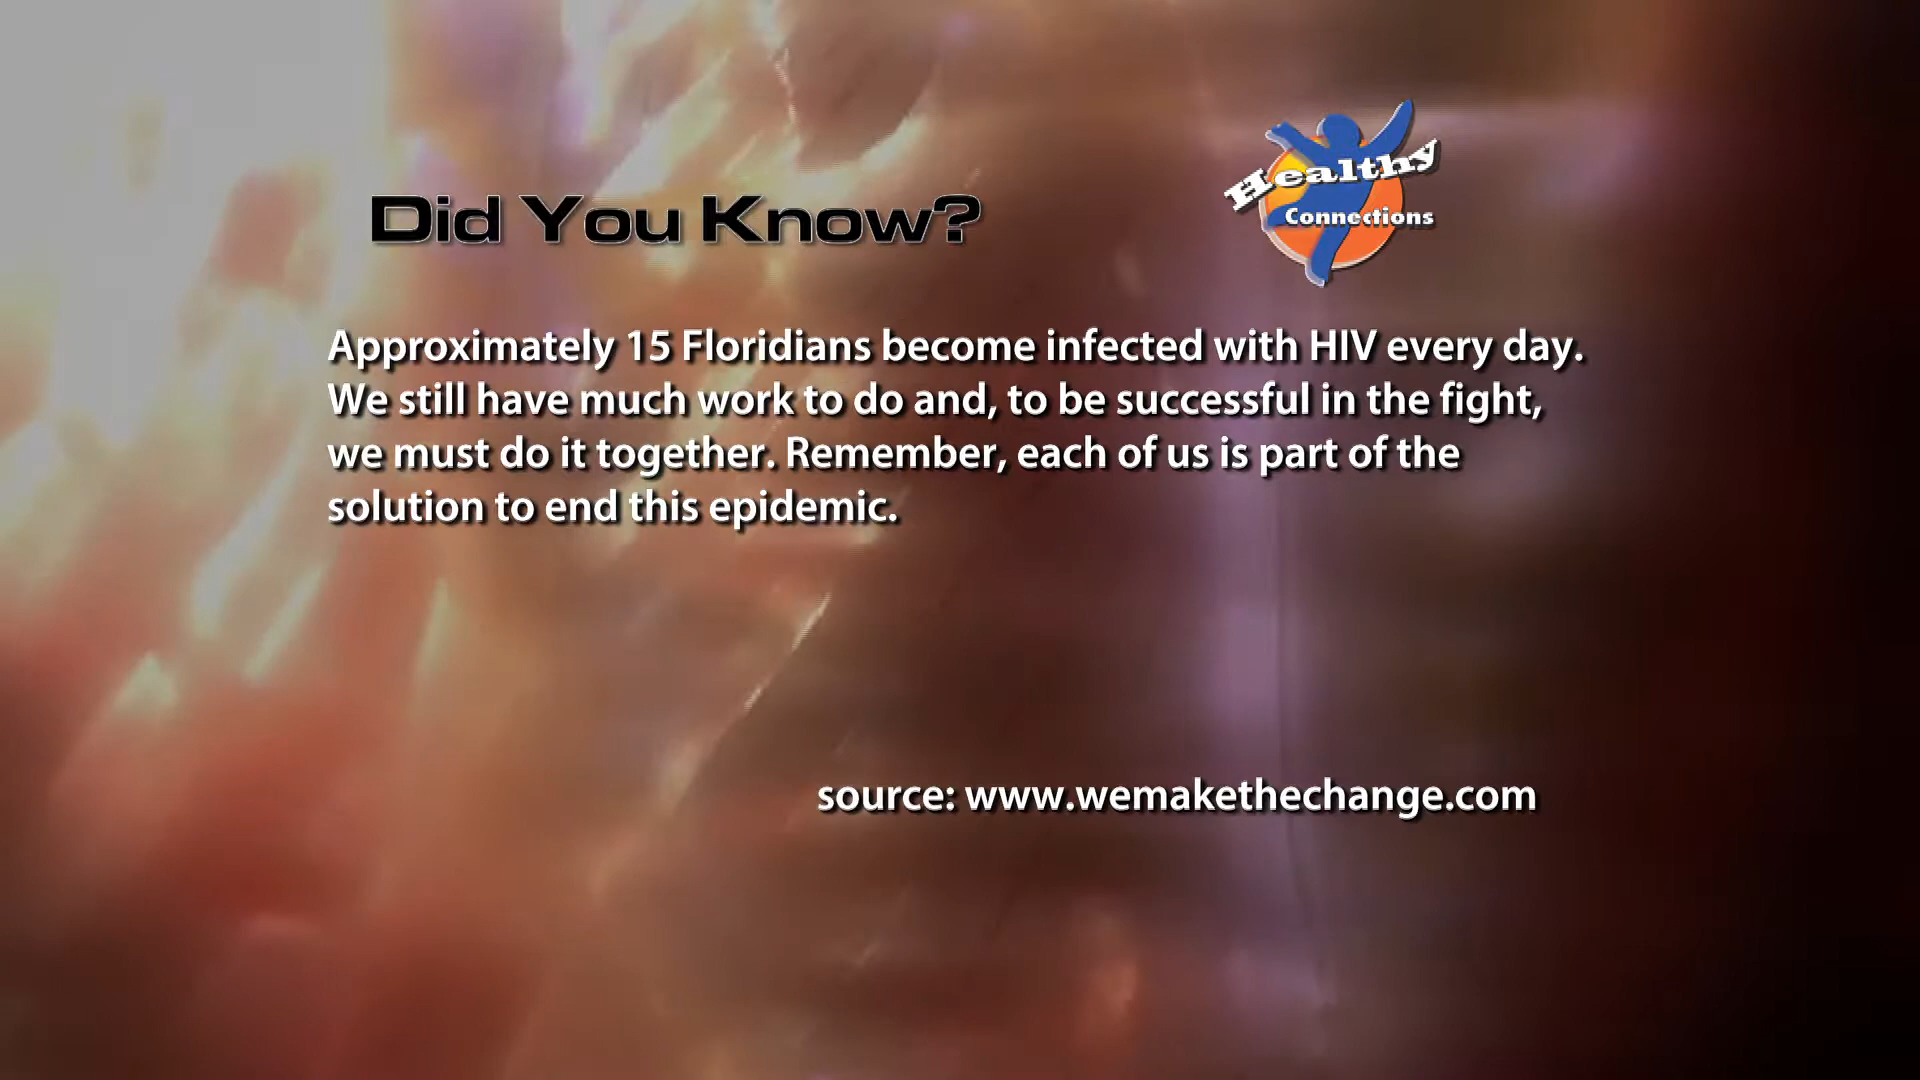 Healthy
Connections
Did You Know?
Approximately 15 Floridians become infected with HIV every day.
We still have much work to do and, to be successful in the fight,
we must do it together. Remember, each of us is part of the
solution to end this epidemic.
source: www.wemakethechange.com